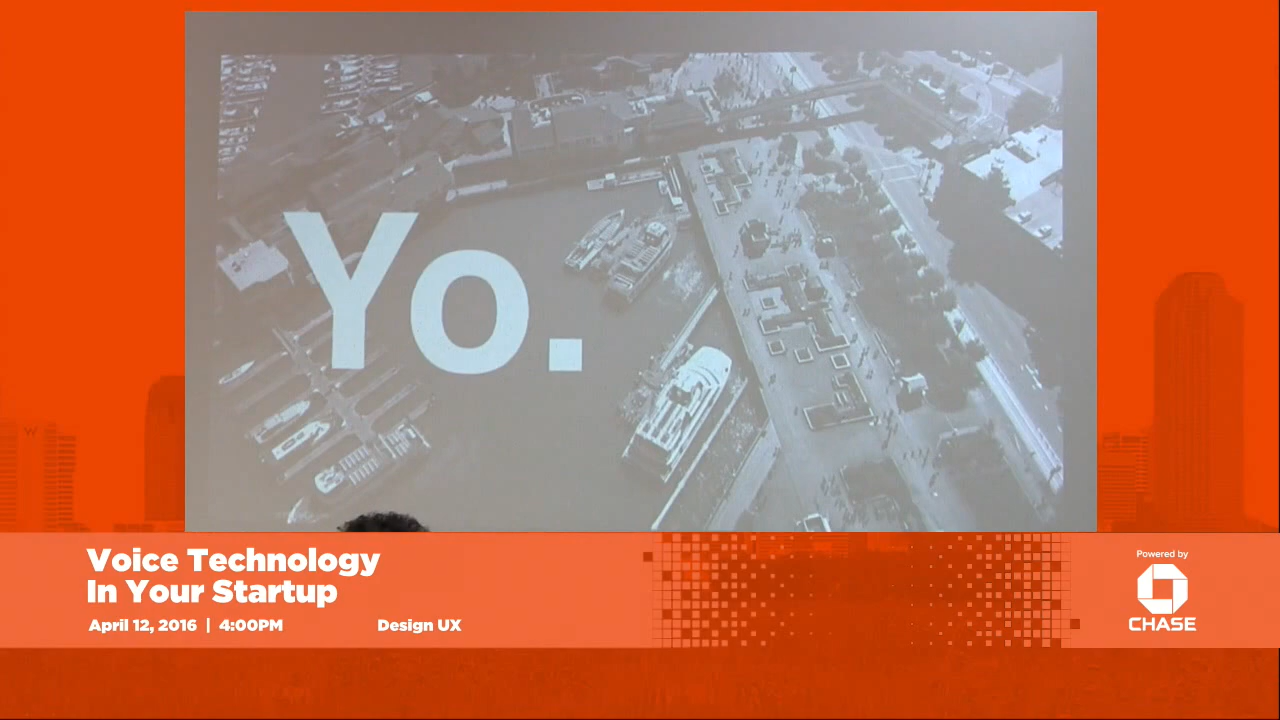 Yo.
Voice Technology
In Your Startup
April 12, 2016 | 4:00PM
Design UX
Powered by
CHASE